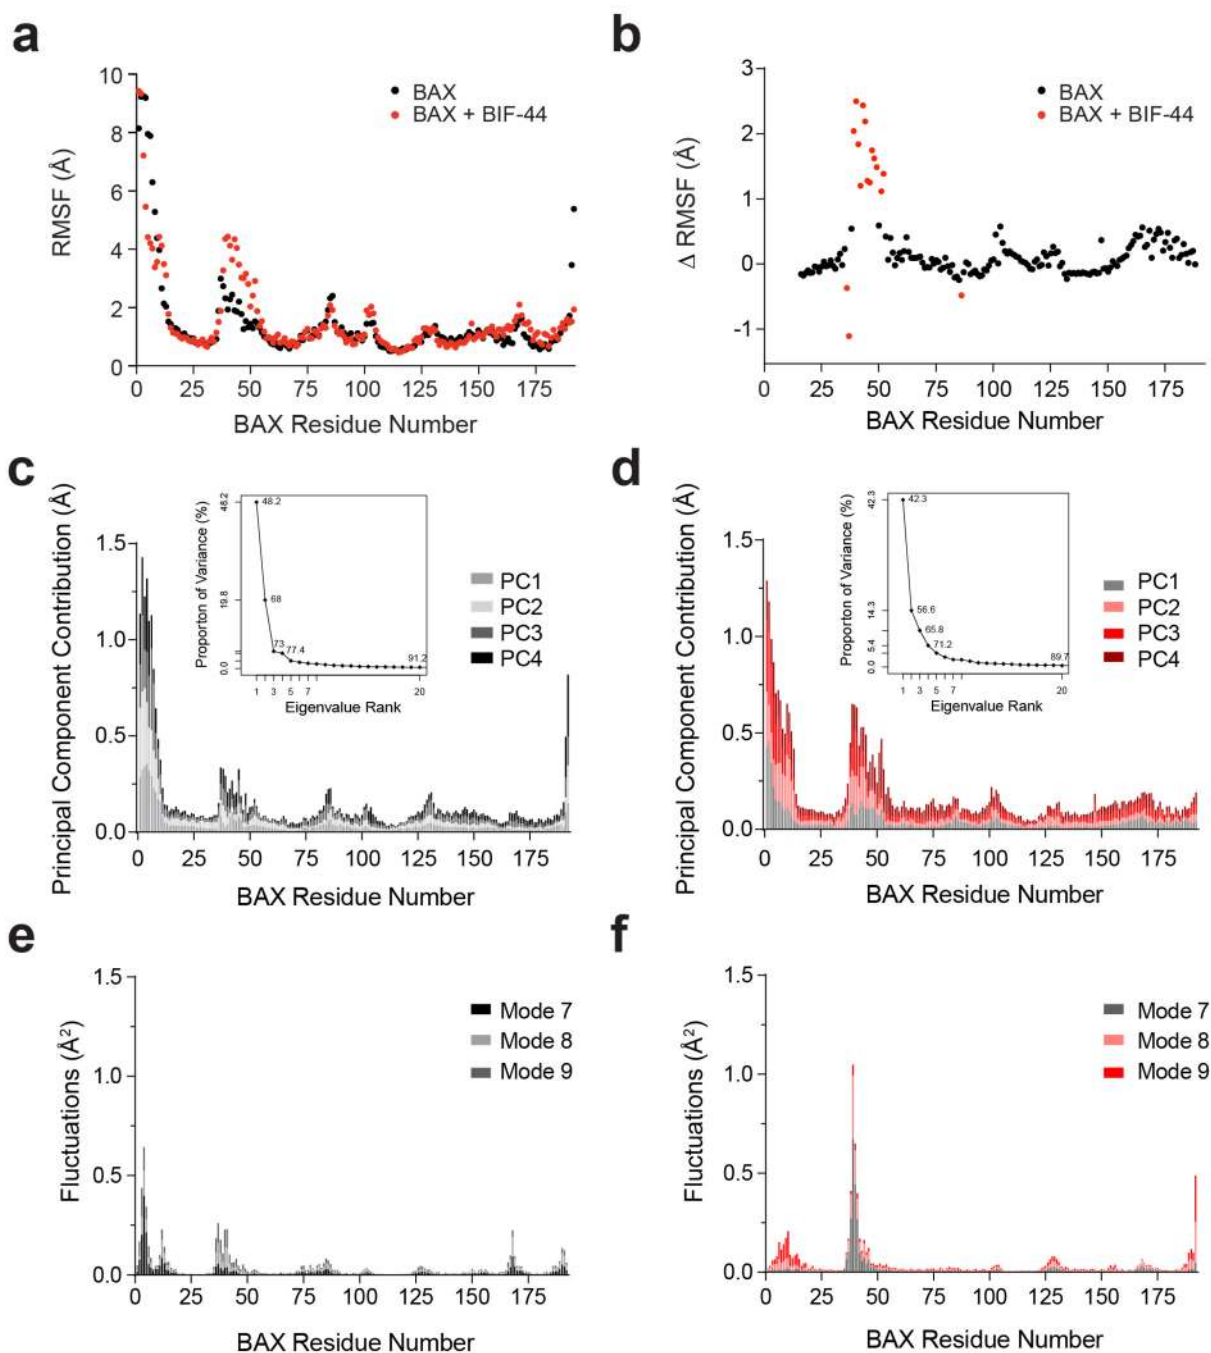 a
10
8
6
4
2
0
RMSF (Å)
BAX
BAX + BIF-44
0 25 50 75 100 125 150 175
BAX Residue Number
b
3
2
1
0
-1
Δ RMSF (Å)
BAX
BAX + BIF-44
0 25 50 75 100 125 150 175
BAX Residue Number
c
Principal Component Contribution (Å)
1.5
1.0
0.5
0.0
Proporton of Variance (%)
48.2
19.8
0.0
48.2
68
73
77.4
91.2
1 3 5 7 20
Eigenvalue Rank
PC1
PC2
PC3
PC4
0 25 50 75 100 125 150 175
BAX Residue Number
d
Principal Component Contribution (Å)
1.5
1.0
0.5
0.0
Proporton of Variance (%)
42.3
14.3
5.4
0.0
42.3
56.6
65.8
71.2
89.7
1 3 5 7 20
Eigenvalue Rank
PC1
PC2
PC3
PC4
0 25 50 75 100 125 150 175
BAX Residue Number
e
Fluctuations (Å²)
1.5
1.0
0.5
0.0
Mode 7
Mode 8
Mode 9
0 25 50 75 100 125 150 175
BAX Residue Number
f
Fluctuations (Å²)
1.5
1.0
0.5
0.0
Mode 7
Mode 8
Mode 9
0 25 50 75 100 125 150 175
BAX Residue Number